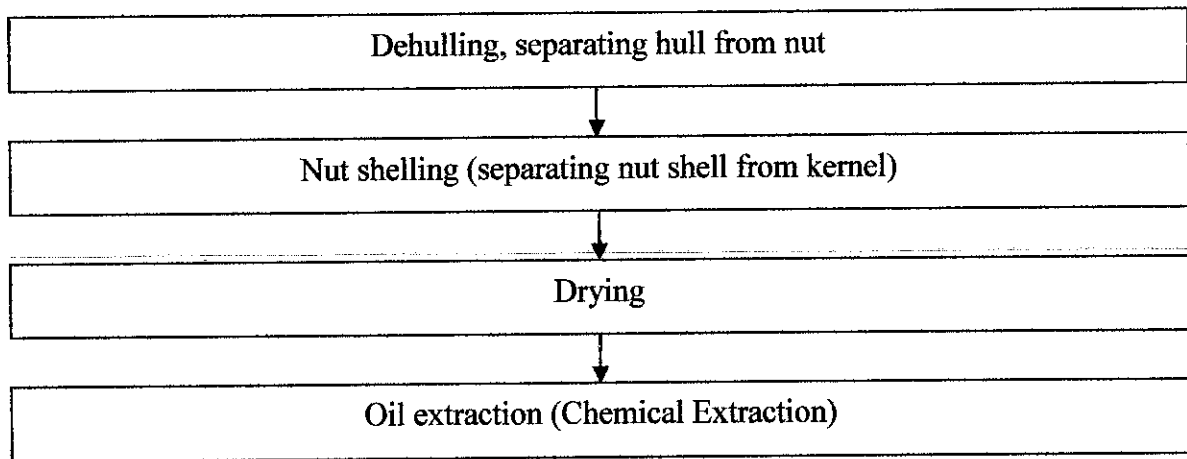 Dehulling, separating hull from nut
Nut shelling (separating nut shell from kernel)
Drying
Oil extraction (Chemical Extraction)